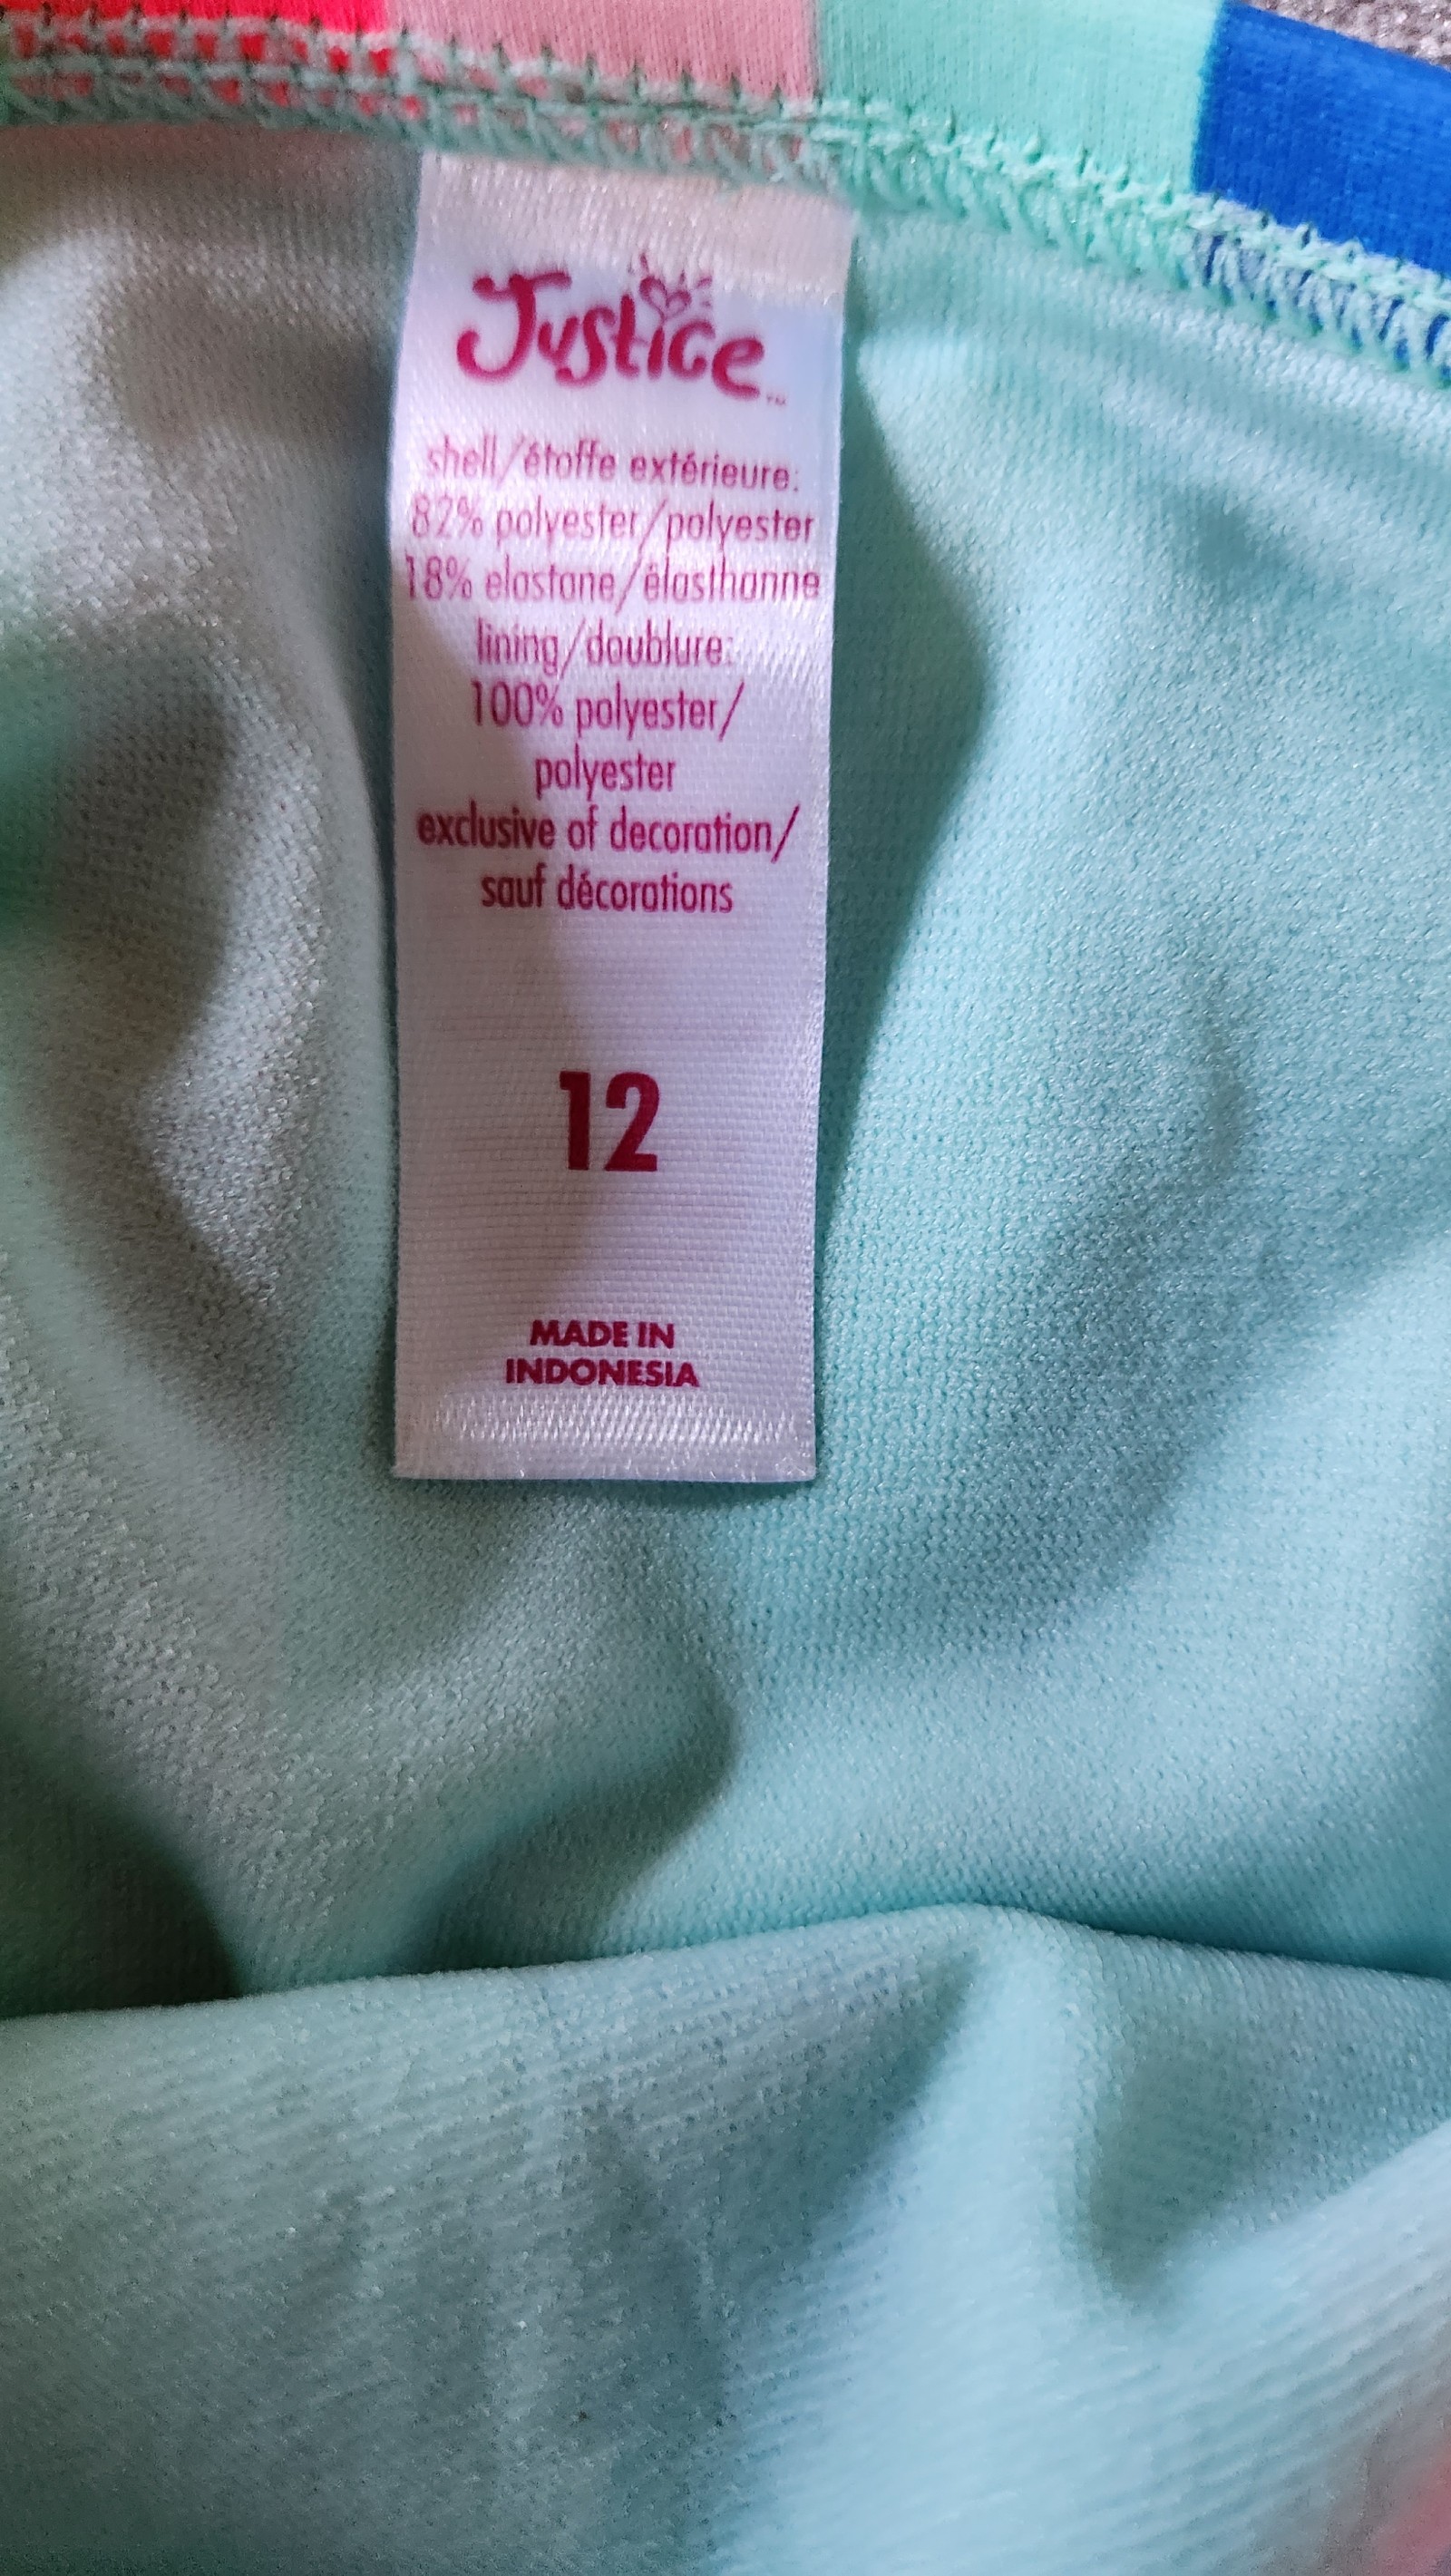 Justice™
shell/étoffe extérieure:
82% polyester/polyester
18% elastane/élasthanne
lining/doublure:
100% polyester/
polyester
exclusive of decoration/
sauf décorations
12
MADE IN
INDONESIA